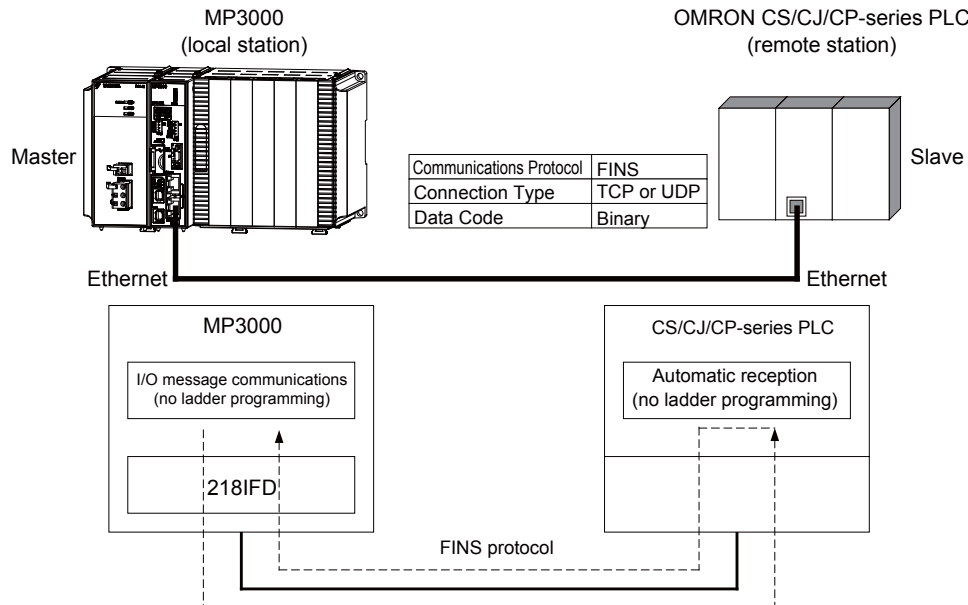 MP3000
(local station)
OMRON CS/CJ/CP-series PLC
(remote station)
Master
Slave
Communications Protocol FINS
Connection Type TCP or UDP
Data Code Binary
Ethernet
Ethernet
MP3000
CS/CJ/CP-series PLC
I/O message communications
(no ladder programming)
Automatic reception
(no ladder programming)
218IFD
FINS protocol